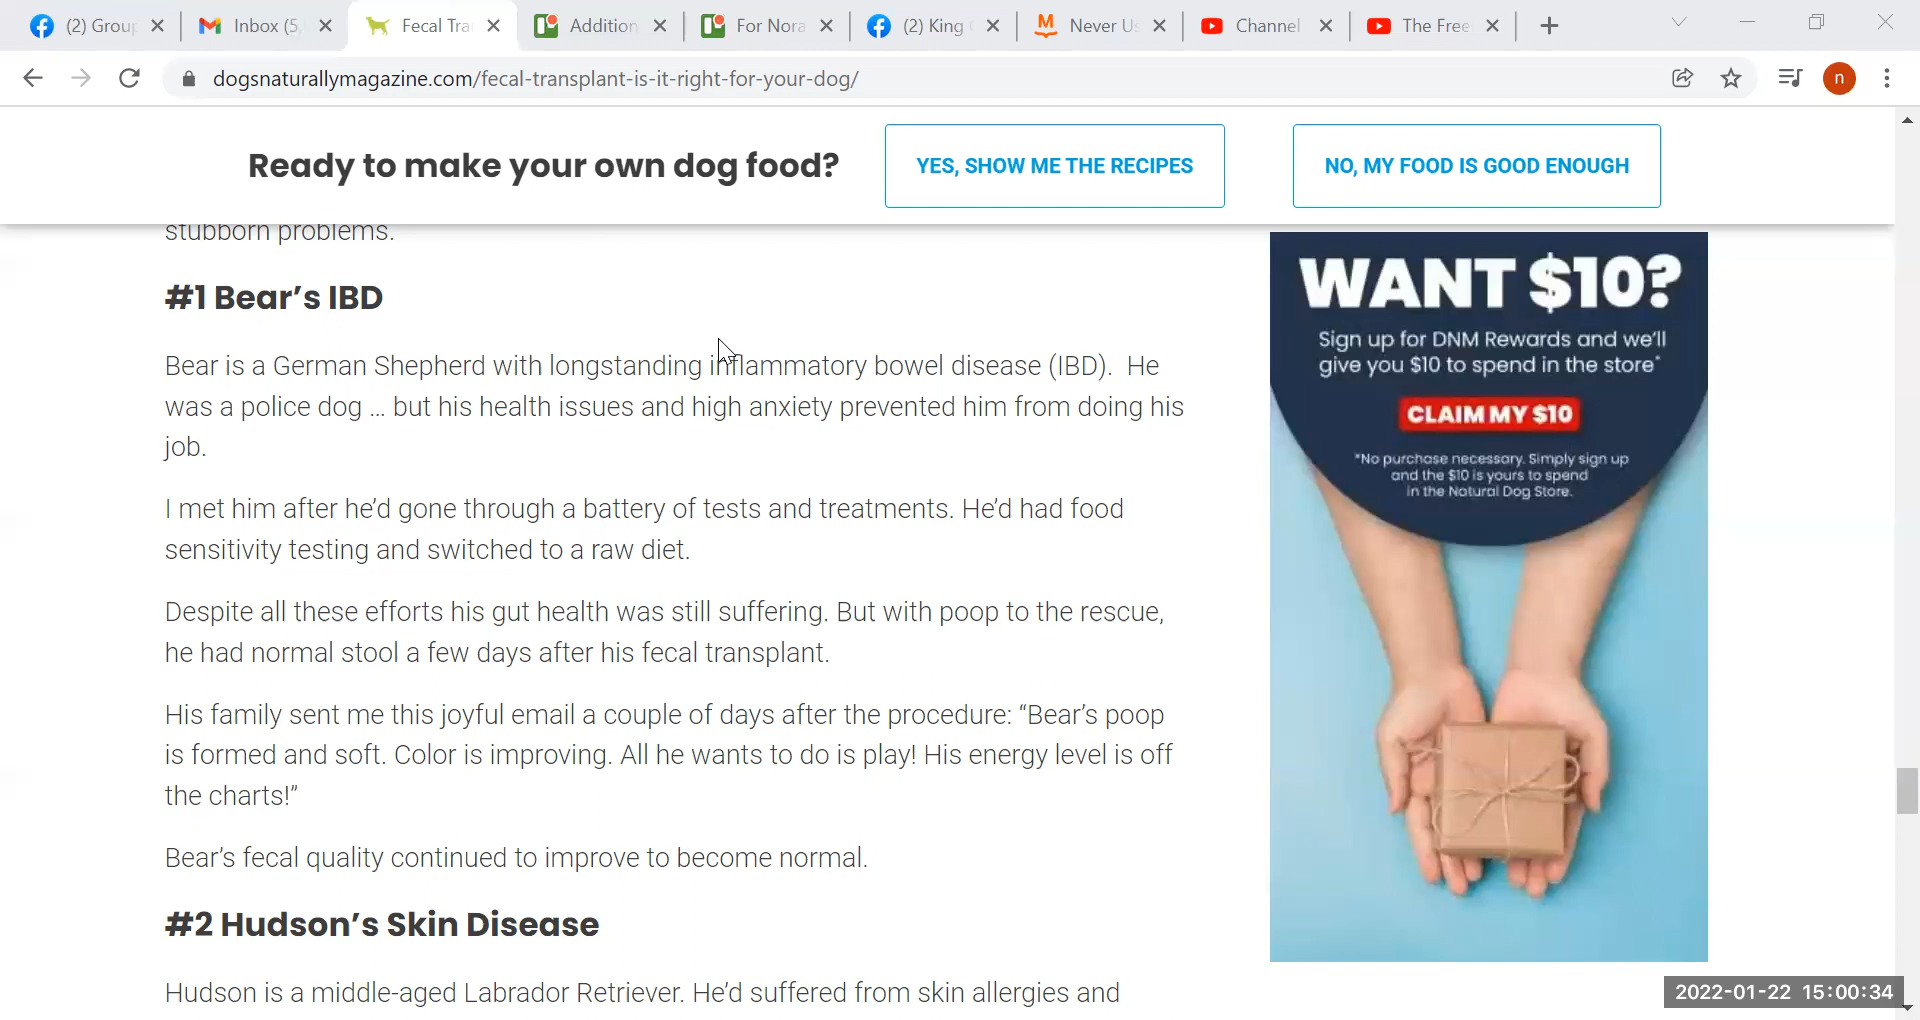 (2) Group
Inbox (5,
Fecal Tra
Addition
For Nora
(2) King
Never Us
Channel
The Free
dogsnaturallymagazine.com/fecal-transplant-is-it-right-for-your-dog/
n
Ready to make your own dog food?
YES, SHOW ME THE RECIPES
NO, MY FOOD IS GOOD ENOUGH
stubborn problems.
#1 Bear’s IBD
Bear is a German Shepherd with longstanding inflammatory bowel disease (IBD).  He
was a police dog … but his health issues and high anxiety prevented him from doing his
job.
I met him after he’d gone through a battery of tests and treatments. He’d had food
sensitivity testing and switched to a raw diet.
Despite all these efforts his gut health was still suffering. But with poop to the rescue,
he had normal stool a few days after his fecal transplant.
His family sent me this joyful email a couple of days after the procedure: “Bear’s poop
is formed and soft. Color is improving. All he wants to do is play! His energy level is off
the charts!”
Bear’s fecal quality continued to improve to become normal.
#2 Hudson’s Skin Disease
Hudson is a middle-aged Labrador Retriever. He’d suffered from skin allergies and
WANT $10?
Sign up for DNM Rewards and we’ll
give you $10 to spend in the store*
CLAIM MY $10
*No purchase necessary. Simply sign up
and the $10 is yours to spend
in the Natural Dog Store.
2022-01-22 15:00:34